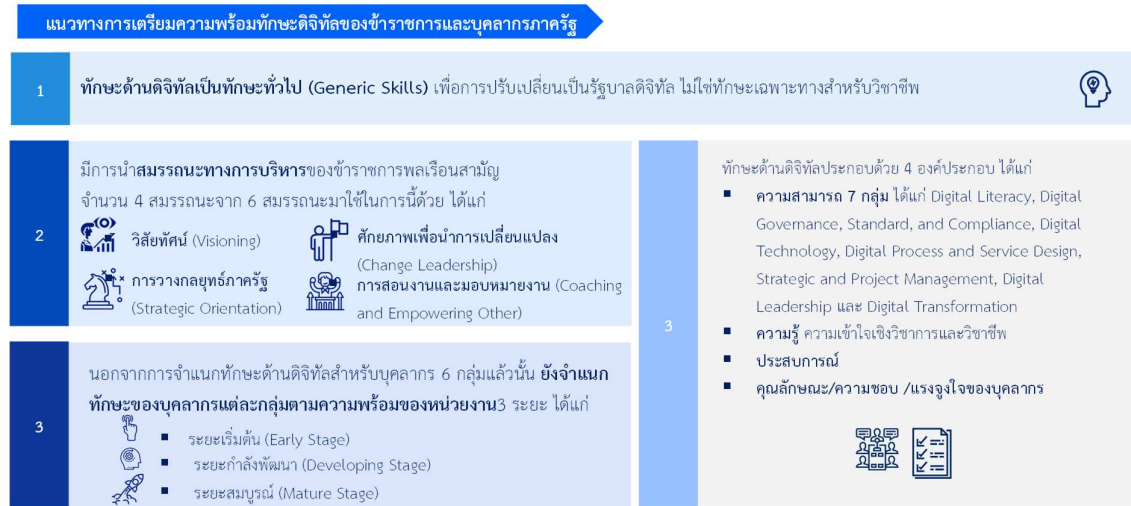 แนวทางการเตรียมความพร้อมทักษะดิจิทัลของข้าราชการและบุคลากรภาครัฐ
1
ทักษะด้านดิจิทัลเป็นทักษะทั่วไป (Generic Skills) เพื่อการปรับเปลี่ยนเป็นรัฐบาลดิจิทัล ไม่ใช่ทักษะเฉพาะทางสำหรับวิชาชีพ
2
มีการนำสมรรถนะทางการบริหารของข้าราชการพลเรือนสามัญ
จำนวน 4 สมรรถนะจาก 6 สมรรถนะมาใช้ในการนี้ด้วย ได้แก่
วิสัยทัศน์ (Visioning)
การวางกลยุทธ์ภาครัฐ
(Strategic Orientation)
ศักยภาพเพื่อนำการเปลี่ยนแปลง
(Change Leadership)
การสอนงานและมอบหมายงาน (Coaching
and Empowering Other)
3
นอกจากการจำแนกทักษะด้านดิจิทัลสำหรับบุคลากร 6 กลุ่มแล้วนั้น ยังจำแนก
ทักษะของบุคลากรแต่ละกลุ่มตามความพร้อมของหน่วยงาน3 ระยะ ได้แก่
▪ ระยะเริ่มต้น (Early Stage)
▪ ระยะกำลังพัฒนา (Developing Stage)
▪ ระยะสมบูรณ์ (Mature Stage)
3
ทักษะด้านดิจิทัลประกอบด้วย 4 องค์ประกอบ ได้แก่
▪ ความสามารถ 7 กลุ่ม ได้แก่ Digital Literacy, Digital
Governance, Standard, and Compliance, Digital
Technology, Digital Process and Service Design,
Strategic and Project Management, Digital
Leadership และ Digital Transformation
▪ ความรู้ ความเข้าใจเชิงวิชาการและวิชาชีพ
▪ ประสบการณ์
▪ คุณลักษณะ/ความชอบ /แรงจูงใจของบุคลากร